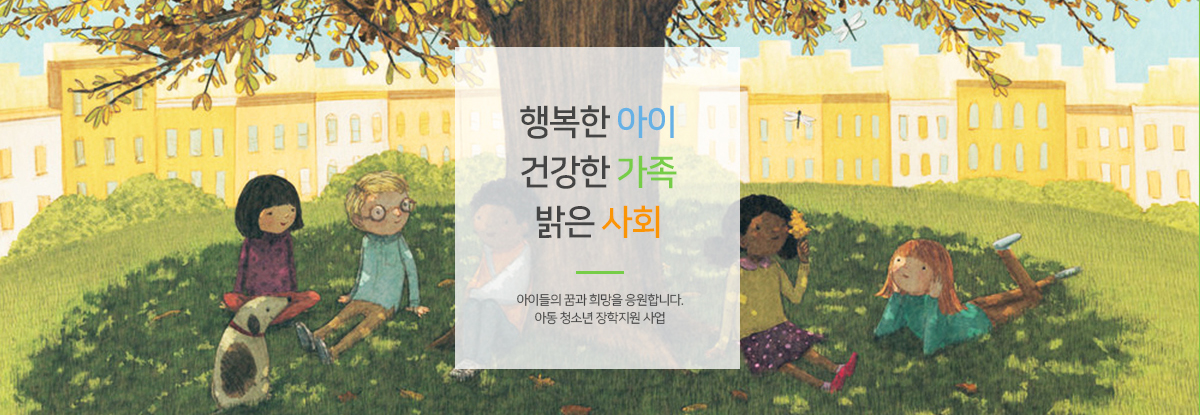 행복한 아이
건강한 가족
밝은 사회
아이들의 꿈과 희망을 응원합니다.
아동 청소년 장학지원 사업